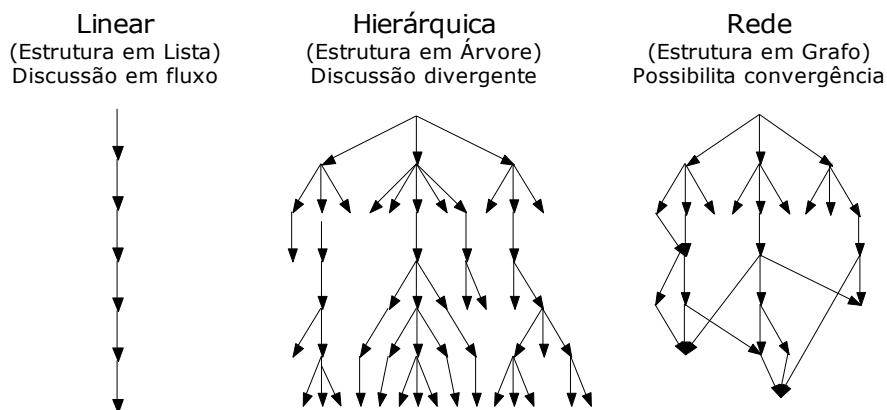 Linear
(Estrutura em Lista)
Discussão em fluxo
Hierárquica
(Estrutura em Árvore)
Discussão divergente
Rede
(Estrutura em Grafo)
Possibilita convergência